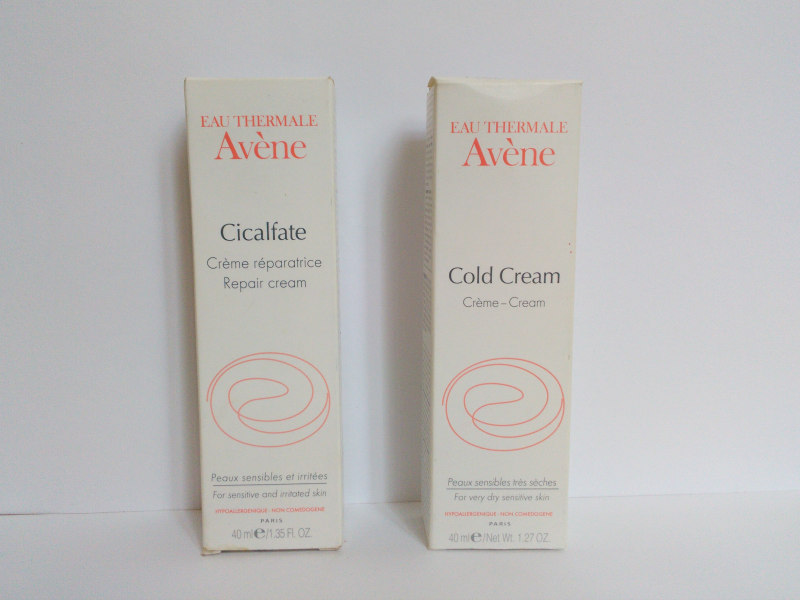 EAU THERMALE
Avène
Cicalfate
Crème réparatrice
Repair cream
Peaux sensibles et irritées
For sensitive and irritated skin
HYPOALLERGENIQUE - NON COMEDOGENE
PARIS
40 ml e/1.35 FL. OZ.
EAU THERMALE
Avène
Cold Cream
Crème - Cream
Peaux sensibles très sèches
For very dry sensitive skin
HYPOALLERGENIQUE - NON COMEDOGENE
PARIS
40 ml e/Net Wt. 1.27 OZ.